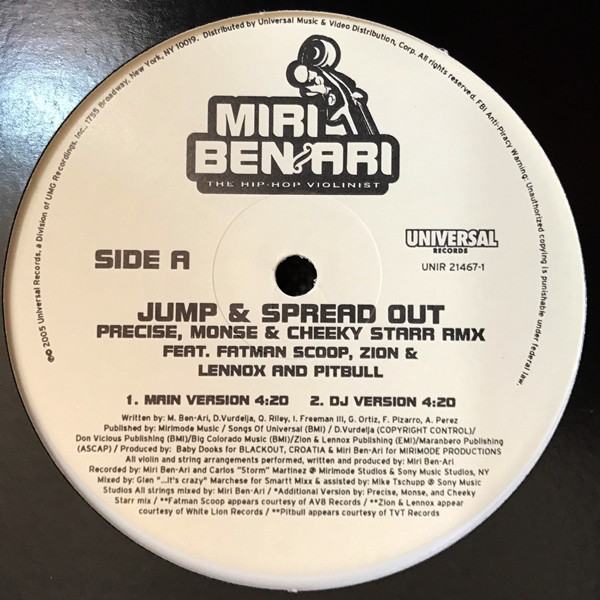 MIRI
BEN-ARI
THE HIP-HOP VIOLINIST
SIDE A
UNIVERSAL
RECORDS
UNIR 21467-1
JUMP & SPREAD OUT
PRECISE, MONSE & CHEEKY STARR RMX
FEAT. FATMAN SCOOP, ZION &
LENNOX AND PITBULL
1. MAIN VERSION 4:20 2. DJ VERSION 4:20
Written by: M. Ben-Ari, D.Vurdelja, Q. Riley, I. Freeman III, G. Ortiz, F. Pizarro, A. Perez
Published by: Mirimode Music / Songs Of Universal (BMI) / D.Vurdelja (COPYRIGHT CONTROL)/
Don Vicious Publishing (BMI)/Big Colorado Music (BMI)/Zion & Lennox Publishing (EMI)/Maranbero Publishing
(ASCAP) / Produced by: Baby Dooks for BLACKOUT, CROATIA & Miri Ben-Ari for MIRIMODE PRODUCTIONS
All violin and string arrangements performed, written and produced by: Miri Ben-Ari
Recorded by: Miri Ben-Ari and Carlos "Storm" Martinez @ Mirimode Studios & Sony Music Studios, NY
Mixed by: Glen "...it's crazy" Marchese for Smartt Mixx & assisted by: Mike Tschupp @ Sony Music
Studios All strings mixed by: Miri Ben-Ari / *Additional Version by: Precise, Monse, and Cheeky
Starr mix / **Fatman Scoop appears courtesy of AV8 Records / **Zion & Lennox appear
courtesy of White Lion Records / **Pitbull appears courtesy of TVT Records
℗© 2005 Universal Records, a Division of UMG Recordings, Inc., 1755 Broadway, New York, NY 10019. Distributed by Universal Music & Video Distribution, Corp. All rights reserved. FBI Anti-Piracy Warning: Unauthorized copying is punishable under federal law.